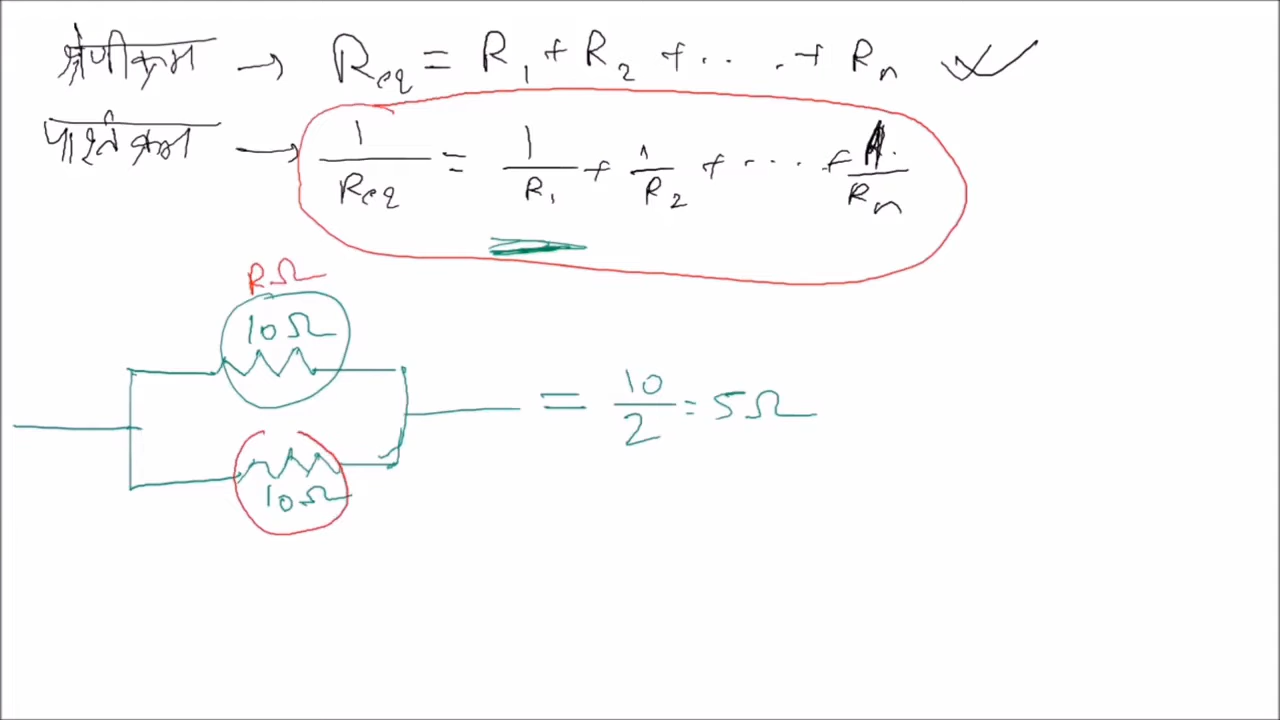 श्रेणीक्रम → Req = R₁ + R₂ + ... + Rₙ
पार्श्वक्रम → 1/Req = 1/R₁ + 1/R₂ + ... + 1/Rₙ
RΩ
10Ω
= 10/2 = 5Ω
10Ω